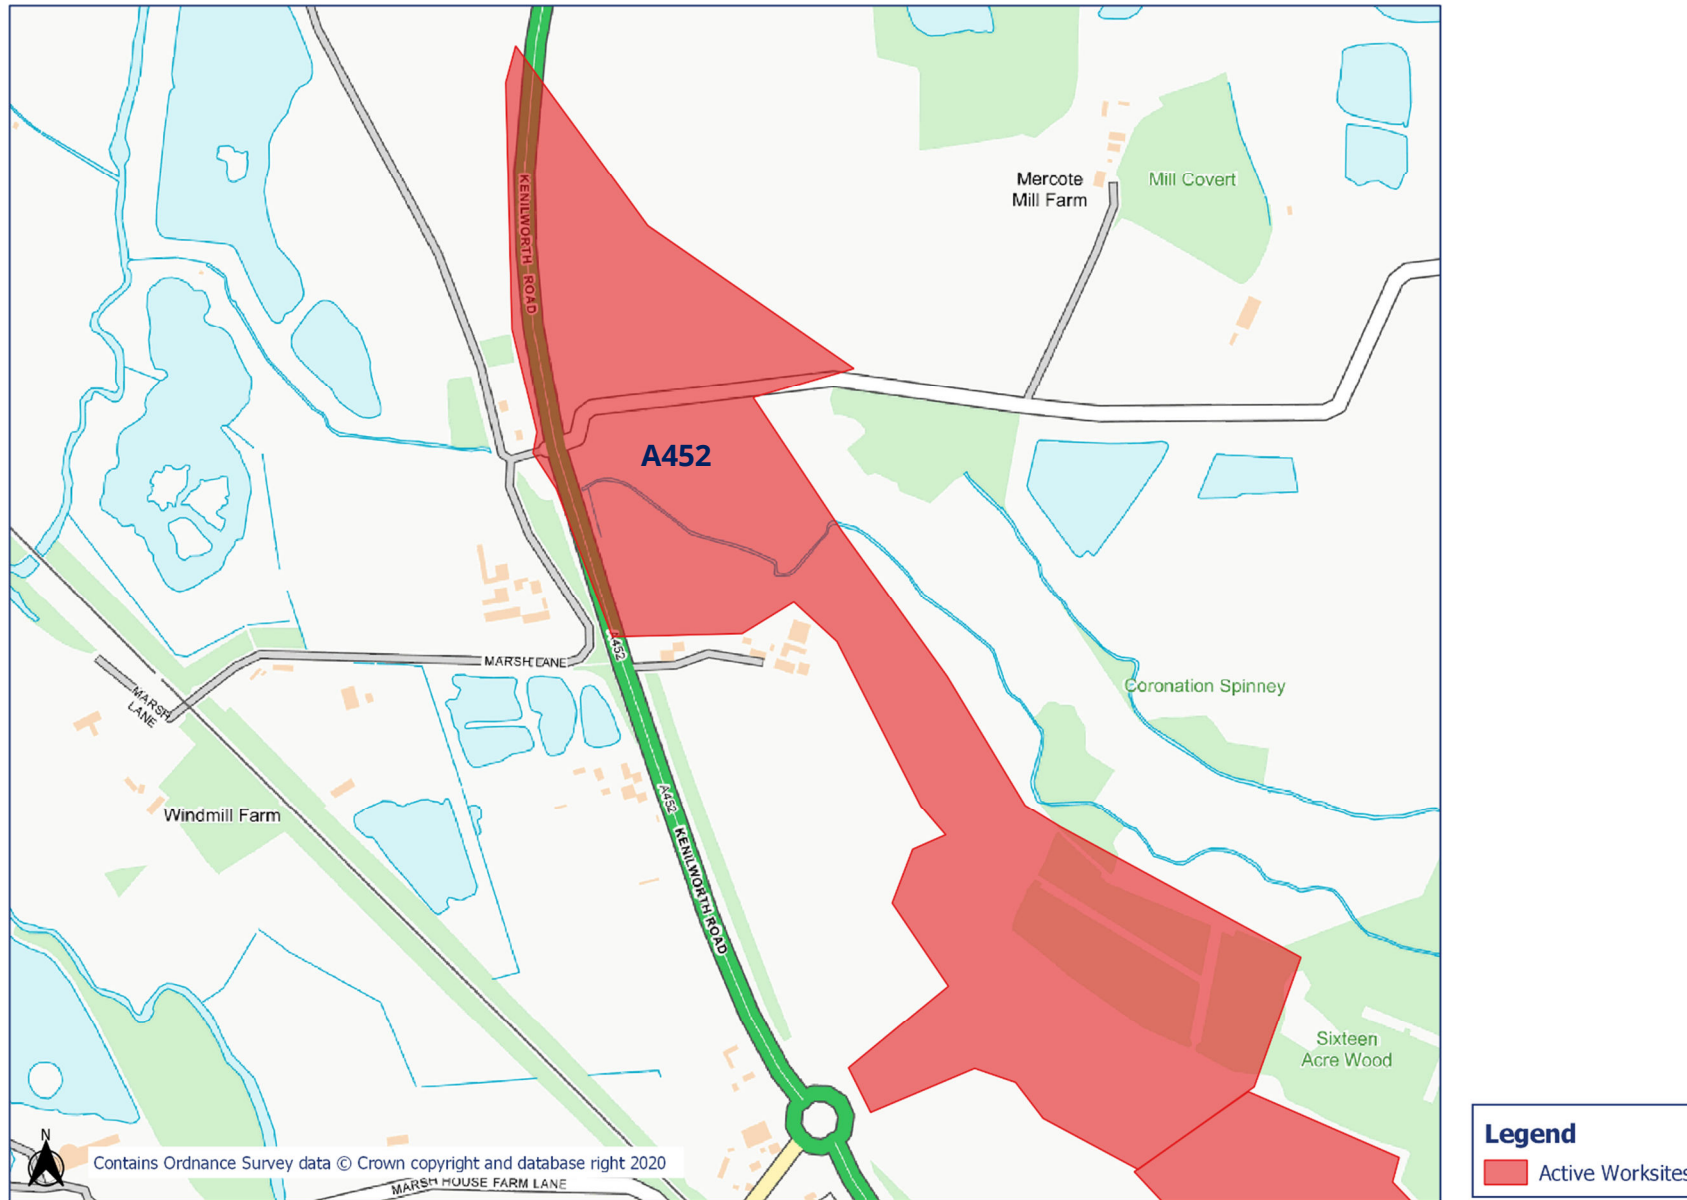 KENILWORTH ROAD
Mercote
Mill Farm
Mill Covert
A452
A452
MARSH LANE
MARSH
LANE
Coronation Spinney
Windmill Farm
A452 KENILWORTH ROAD
Sixteen
Acre Wood
N
Contains Ordnance Survey data © Crown copyright and database right 2020
MARSH HOUSE FARM LANE
Legend
Active Worksites